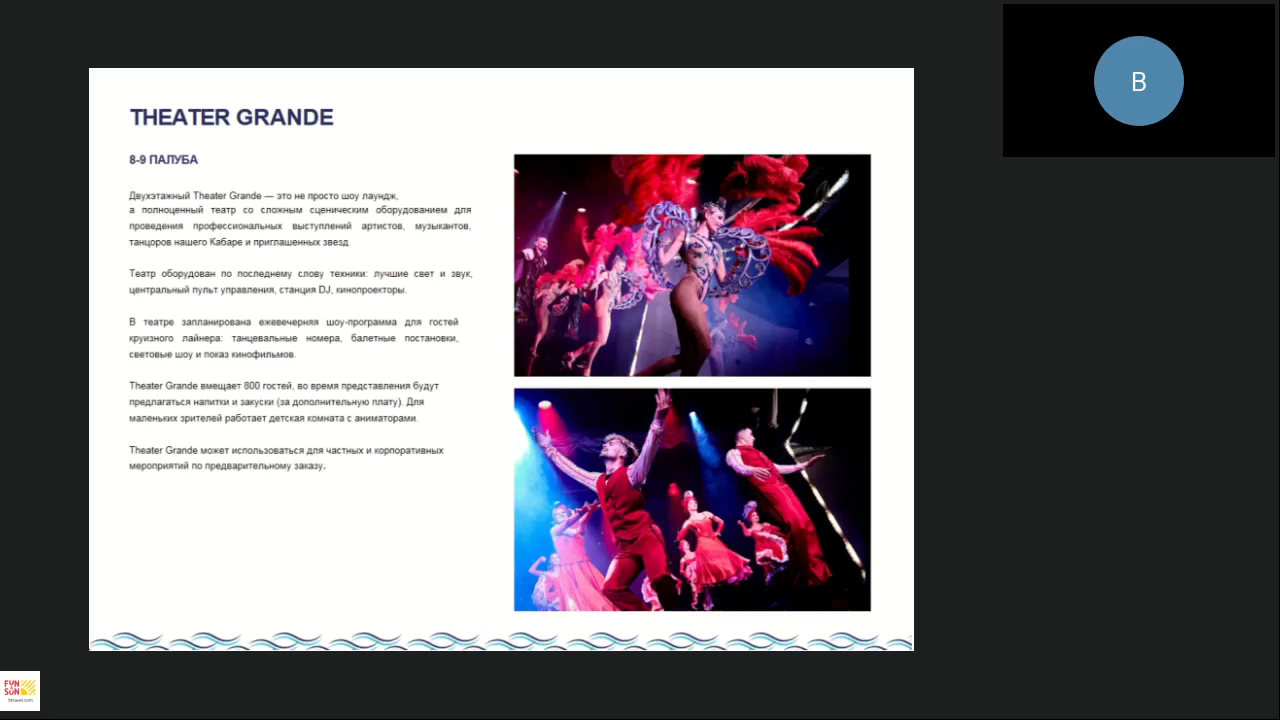 THEATER GRANDE
8-9 ПАЛУБА
Двухэтажный Theater Grande — это не просто шоу лаундж,
а полноценный театр со сложным сценическим оборудованием для
проведения профессиональных выступлений артистов, музыкантов,
танцоров нашего Кабаре и приглашенных звезд.
Театр оборудован по последнему слову техники: лучшие свет и звук,
центральный пульт управления, станция DJ, кинопроекторы.
В театре запланирована ежевечерняя шоу-программа для гостей
круизного лайнера: танцевальные номера, балетные постановки,
световые шоу и показ кинофильмов.
Theater Grande вмещает 800 гостей, во время представления будут
предлагаться напитки и закуски (за дополнительную плату). Для
маленьких зрителей работает детская комната с аниматорами.
Theater Grande может использоваться для частных и корпоративных
мероприятий по предварительному заказу.
B
FUN
SUN